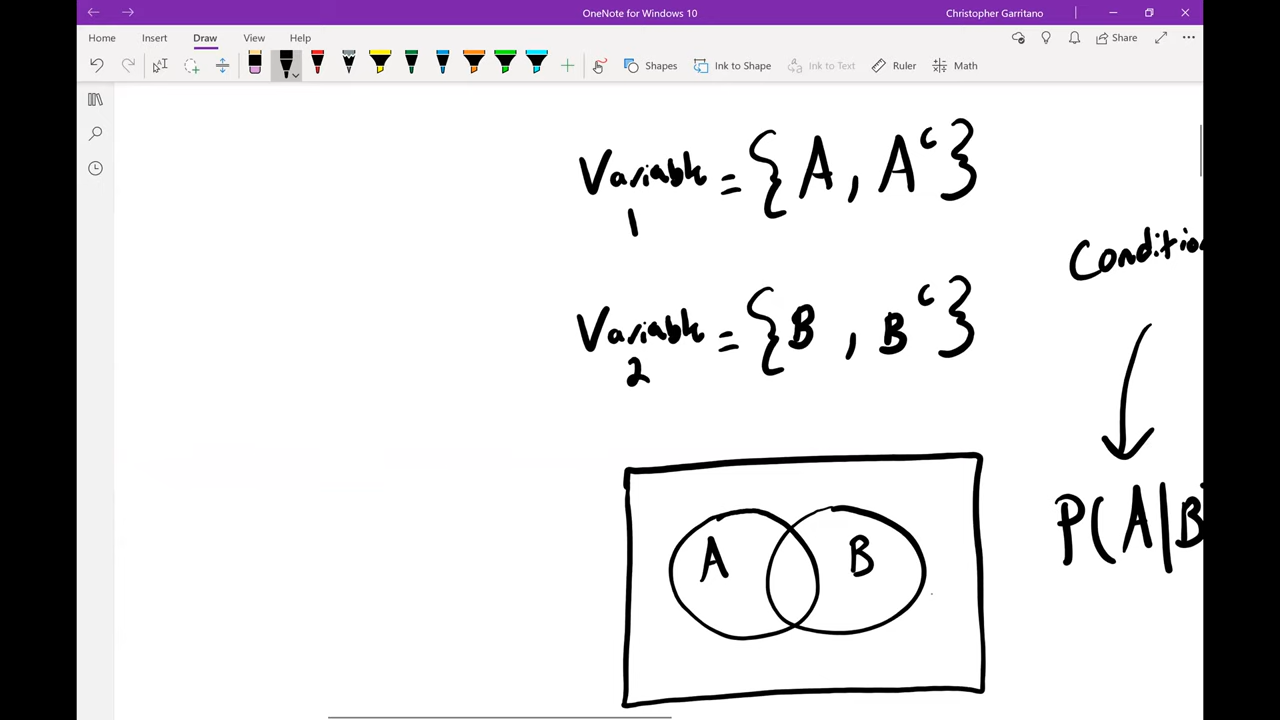 OneNote for Windows 10
Christopher Garritano
Home Insert Draw View Help
Share
Shapes Ink to Shape Ink to Text Ruler Math
Variable 1 = { A , A^c }
Variable 2 = { B , B^c }
Conditio
P( A | B
A B